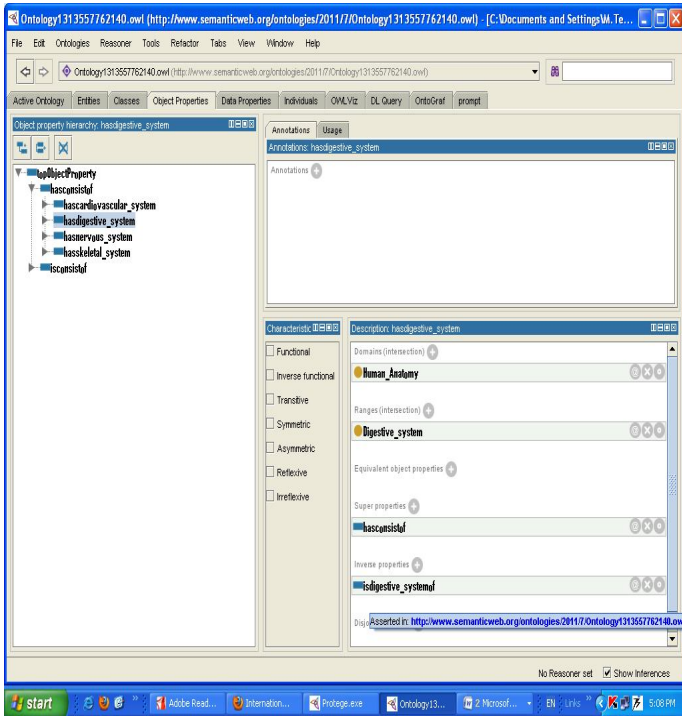 Ontology1313557762140.owl (http://www.semanticweb.org/ontologies/2011/7/Ontology1313557762140.owl) - [C:\Documents and Settings\M. Te...
File Edit Ontologies Reasoner Tools Refactor Tabs View Window Help
Ontology1313557762140.owl (http://www.semanticweb.org/ontologies/2011/7/Ontology1313557762140.owl)
Active Ontology Entities Classes Object Properties Data Properties Individuals OWLViz DL Query OntoGraf prompt
Object property hierarchy: hasdigestive_system
topObjectProperty
hasconsistof
hascardiovascular_system
hasdigestive_system
hasnervous_system
hasskeletal_system
isconsistof
Annotations Usage
Annotations: hasdigestive_system
Annotations
Characteristic
Functional
Inverse functional
Transitive
Symmetric
Asymmetric
Reflexive
Irreflexive
Description: hasdigestive_system
Domains (intersection)
Human_Anatomy
Ranges (intersection)
Digestive_system
Equivalent object properties
Super properties
hasconsistof
Inverse properties
isdigestive_systemof
Disjo
Asserted in: http://www.semanticweb.org/ontologies/2011/7/Ontology1313557762140.ow
No Reasoner set Show Inferences
start Adobe Read... Internation... Protege.exe Ontology13... 2 Microsof... EN Links 5:08 PM